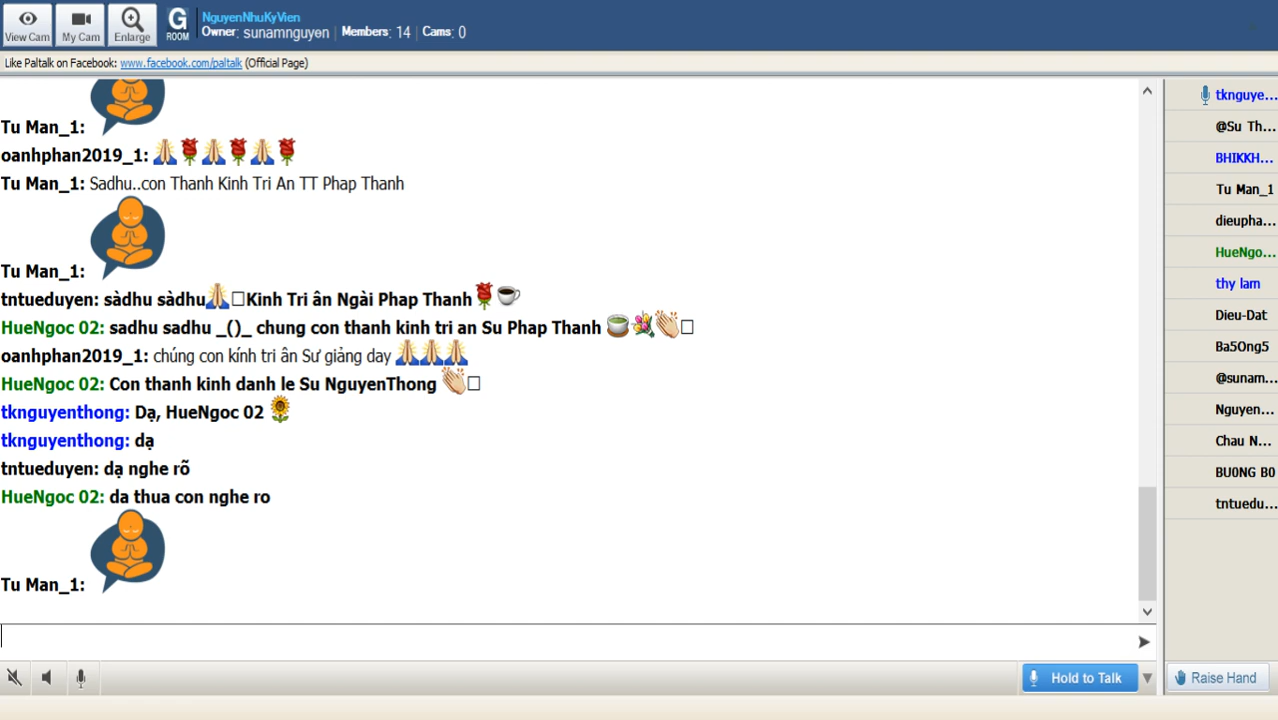 NguyenNhuKyVien
View Cam My Cam Enlarge G ROOM Owner: sunamnguyen Members: 14 Cams: 0
Like Paltalk on Facebook: www.facebook.com/paltalk (Official Page)
Tu Man_1:
oanhphan2019_1: 🙏🌹🙏🌹🙏🌹
Tu Man_1: Sadhu..con Thanh Kinh Tri An TT Phap Thanh
Tu Man_1:
tntueduyen: sàdhu sàdhu🙏□Kinh Tri ân Ngài Phap Thanh🌹☕
HueNgoc 02: sadhu sadhu _()_ chung con thanh kinh tri an Su Phap Thanh 🍵💐👏□
oanhphan2019_1: chúng con kính tri ân Sư giảng day 🙏🙏🙏
HueNgoc 02: Con thanh kinh danh le Su NguyenThong 👏□
tknguyenthong: Dạ, HueNgoc 02 🌻
tknguyenthong: dạ
tntueduyen: dạ nghe rõ
HueNgoc 02: da thua con nghe ro
Tu Man_1:
tknguye...
@Su Th...
BHIKKH...
Tu Man_1
dieupha...
HueNgo...
thy lam
Dieu-Dat
Ba5Ong5
@sunam...
Nguyen...
Chau N...
BU0NG B0
tntuedu...
Hold to Talk
Raise Hand